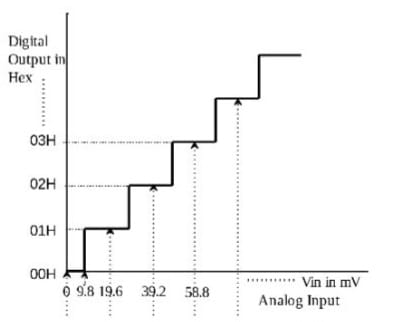 Digital
Output in
Hex
03H
02H
01H
00H
0 9.8 19.6 39.2 58.8
Vin in mV
Analog Input